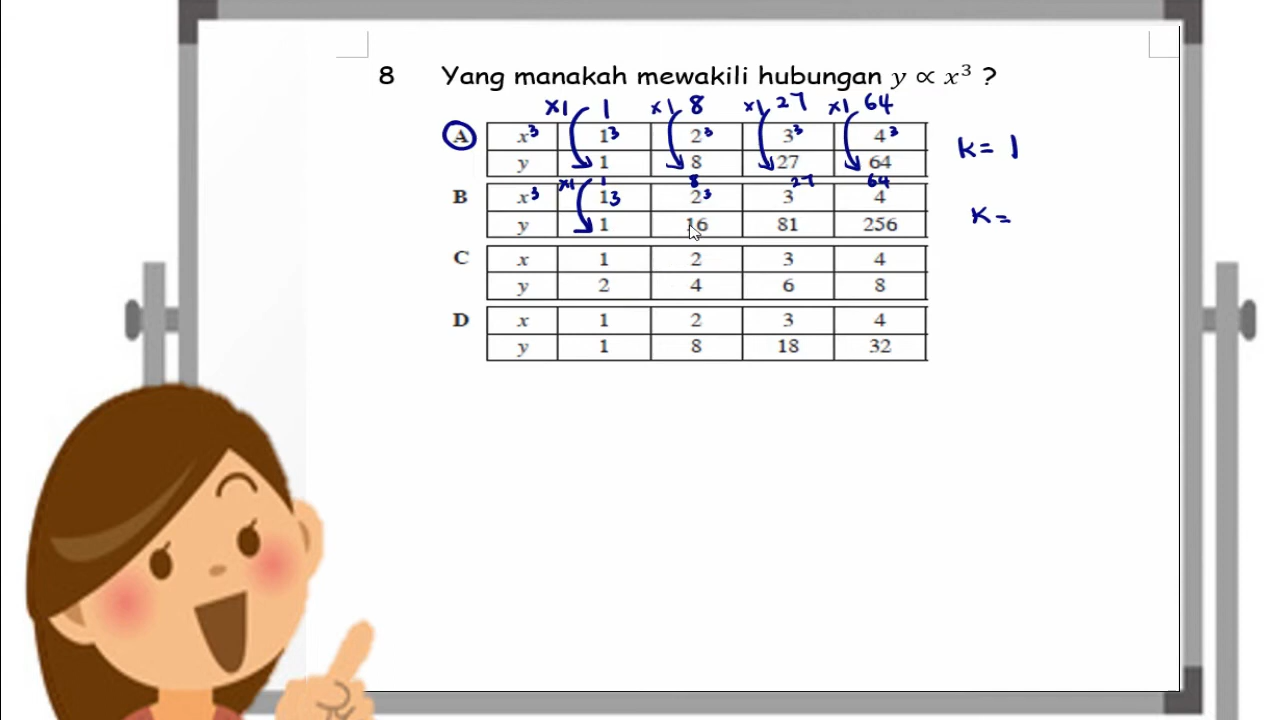 8 Yang manakah mewakili hubungan y ∝ x³ ?
×1 1 ×1 8 ×1 27 ×1 64
A x³ 1³ 2³ 3³ 4³ k = 1
y 1 8 27 64
×1 1 8 27 64
B x³ 1³ 2³ 3 4 k =
y 1 16 81 256
C x 1 2 3 4
y 2 4 6 8
D x 1 2 3 4
y 1 8 18 32